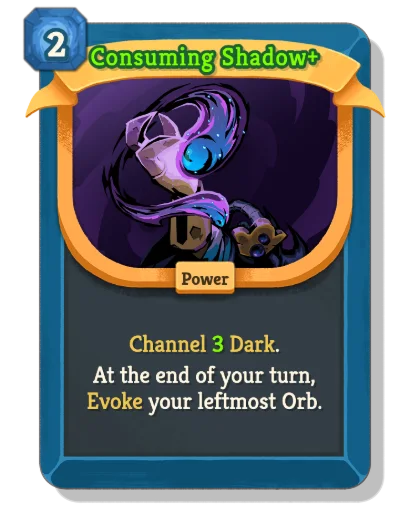 2
Consuming Shadow+
Power
Channel 3 Dark.
At the end of your turn,
Evoke your leftmost Orb.